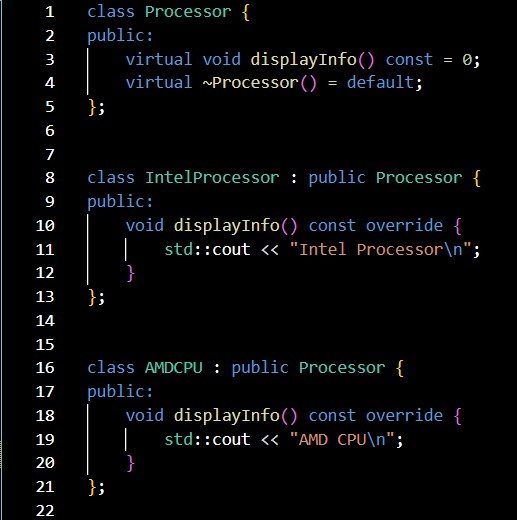 1 class Processor {
2 public:
3     virtual void displayInfo() const = 0;
4     virtual ~Processor() = default;
5 };
6
7
8 class IntelProcessor : public Processor {
9 public:
10     void displayInfo() const override {
11         std::cout << "Intel Processor\n";
12     }
13 };
14
15
16 class AMDCPU : public Processor {
17 public:
18     void displayInfo() const override {
19         std::cout << "AMD CPU\n";
20     }
21 };
22